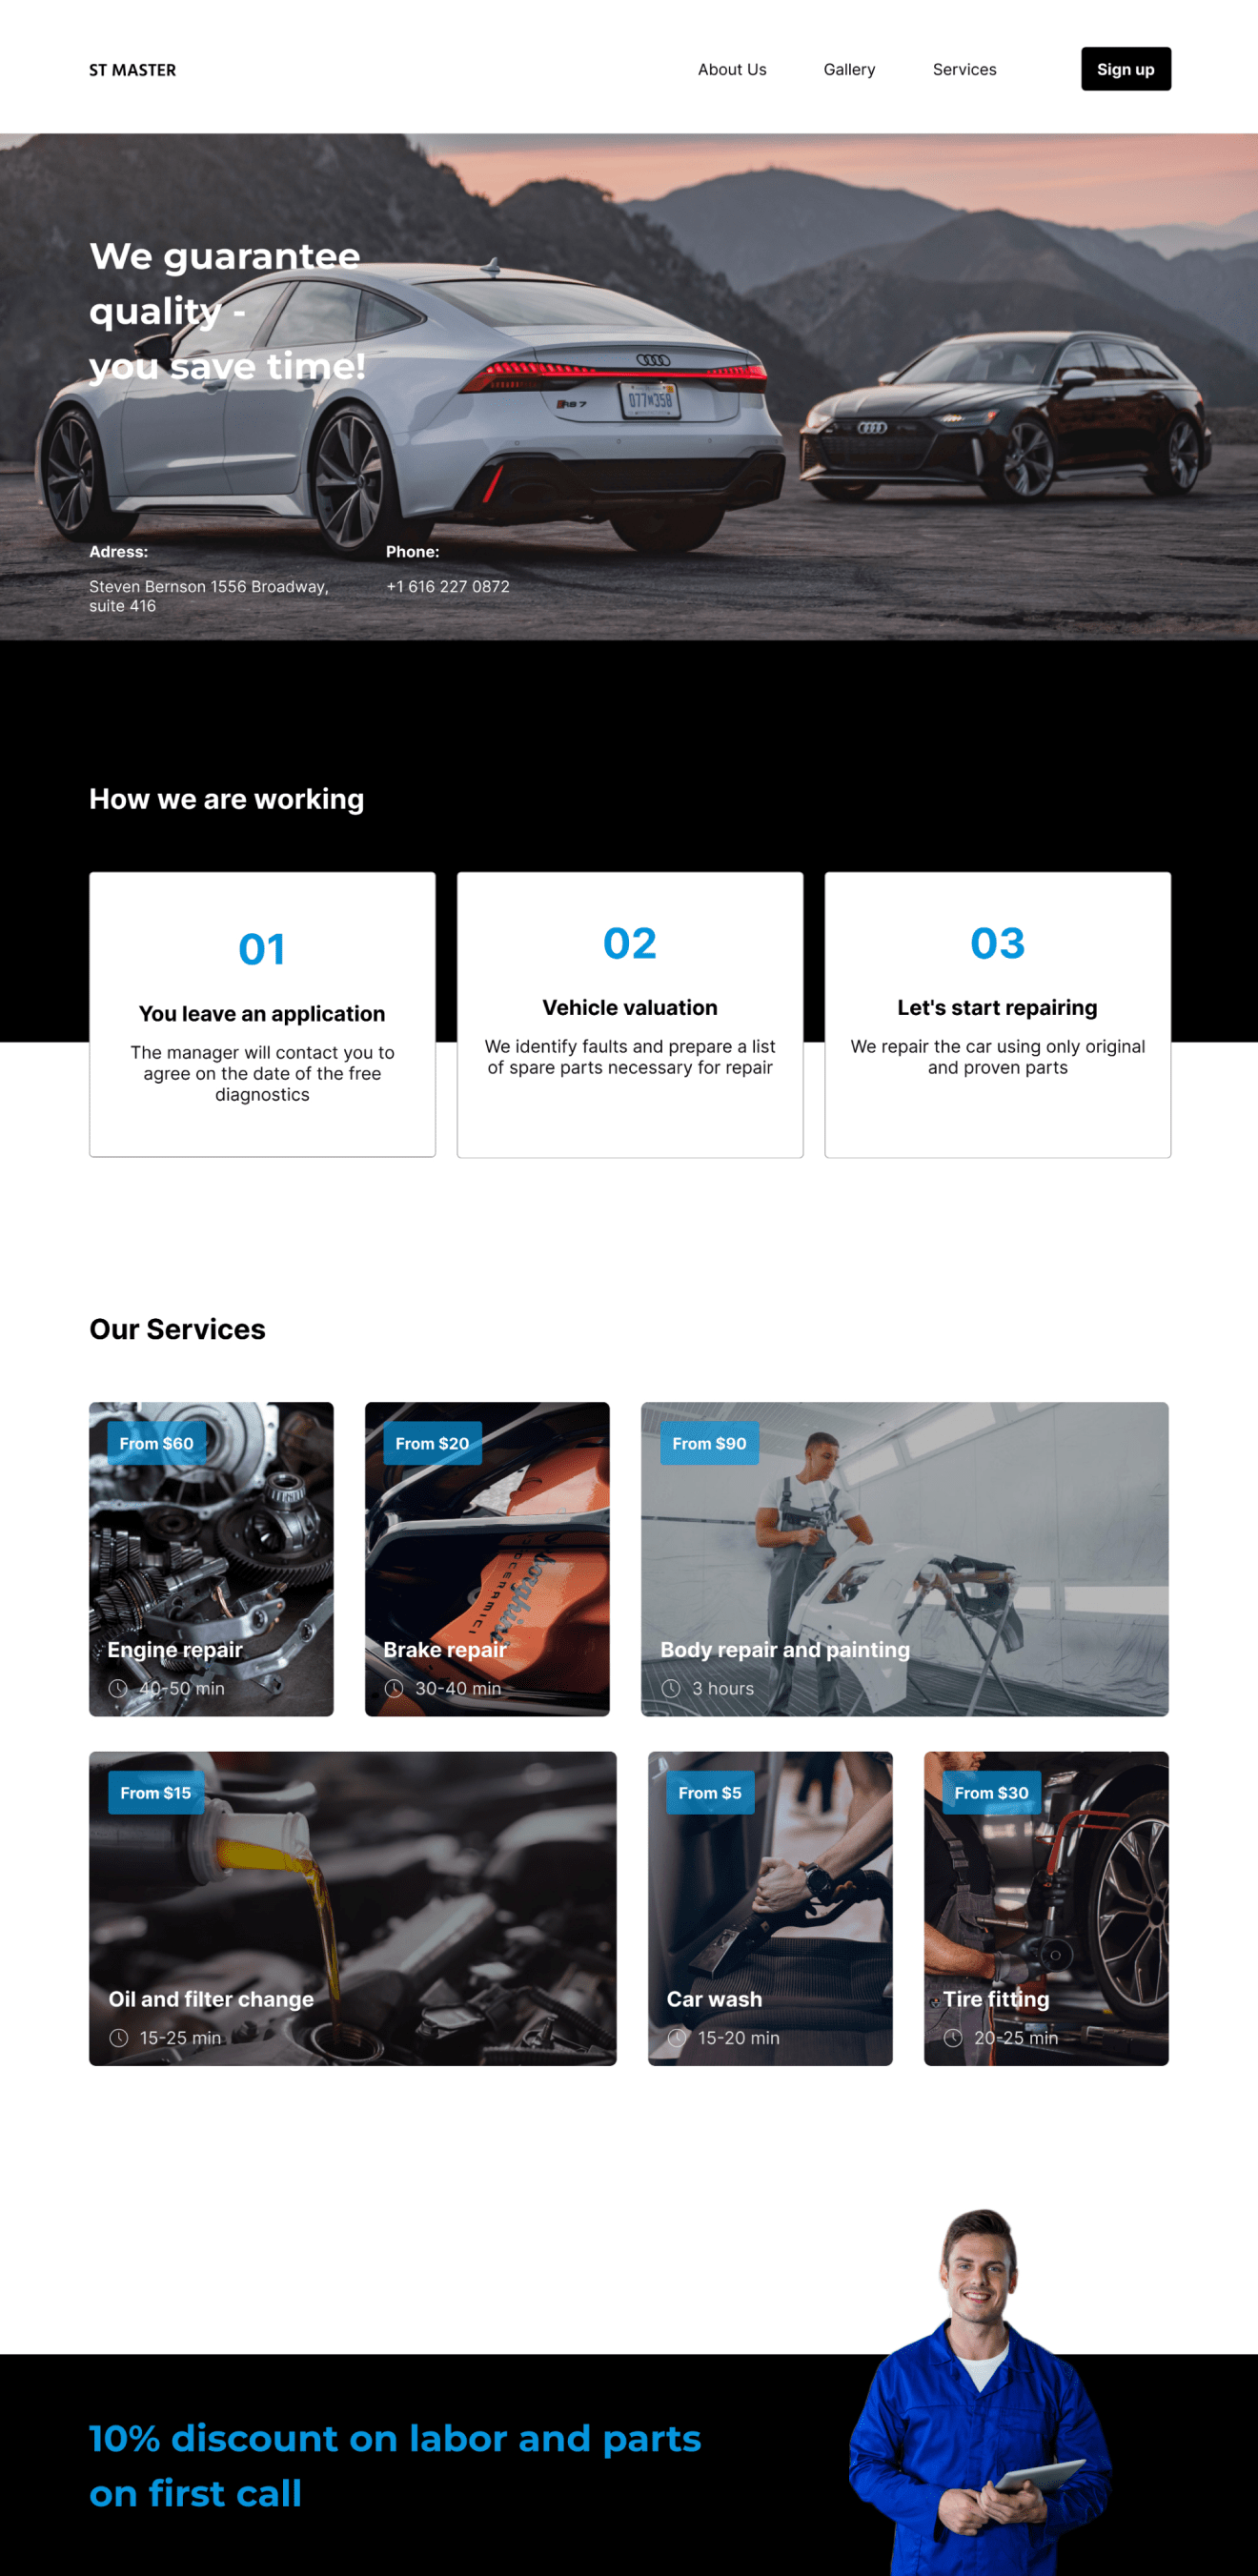 ST MASTER
About Us
Gallery
Services
Sign up
We guarantee
quality -
you save time!
077M358
Adress:
Steven Bernson 1556 Broadway,
suite 416
Phone:
+1 616 227 0872
How we are working
01
You leave an application
The manager will contact you to
agree on the date of the free
diagnostics
02
Vehicle valuation
We identify faults and prepare a list
of spare parts necessary for repair
03
Let's start repairing
We repair the car using only original
and proven parts
Our Services
From $60
Engine repair
40-50 min
From $20
Brake repair
30-40 min
From $90
Body repair and painting
3 hours
From $15
Oil and filter change
15-25 min
From $5
Car wash
15-20 min
From $30
Tire fitting
20-25 min
10% discount on labor and parts
on first call